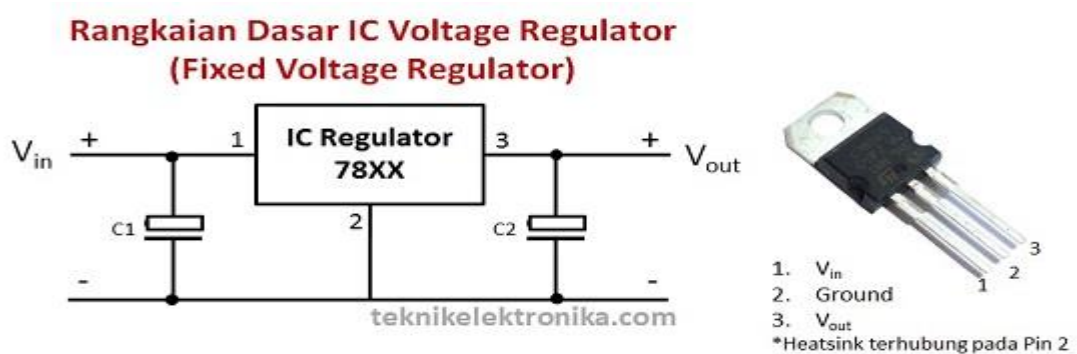 Rangkaian Dasar IC Voltage Regulator
(Fixed Voltage Regulator)
Vin
+
1
IC Regulator
78XX
3
+
Vout
C1
2
C2
-
-
teknikelektronika.com
1
2
3
1. Vin
2. Ground
3. Vout
*Heatsink terhubung pada Pin 2